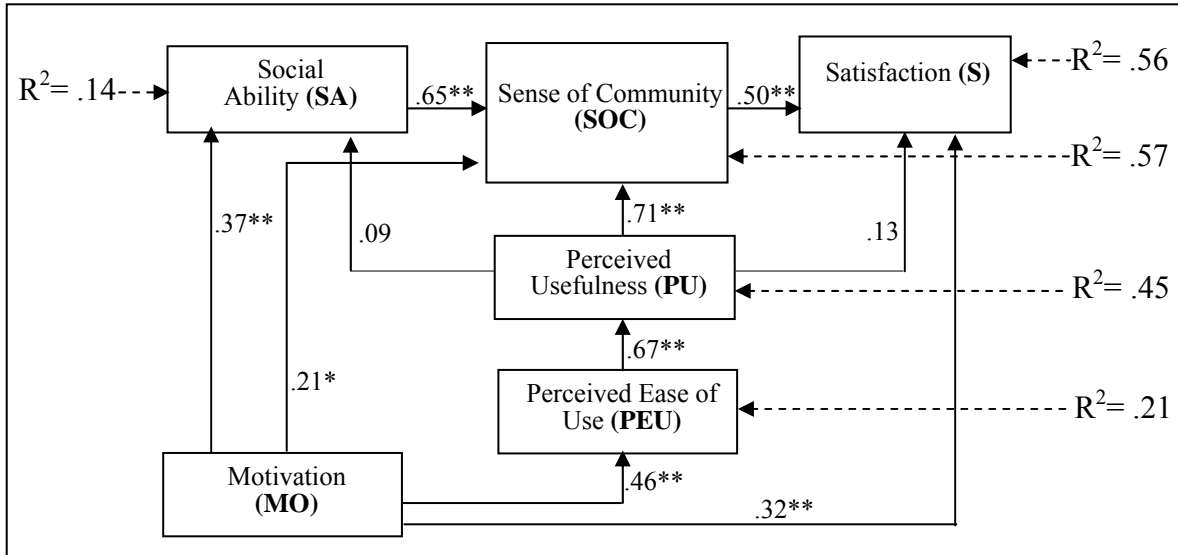 Social
Ability (SA)
Sense of Community
(SOC)
Satisfaction (S)
R²= .14
.65**
.50**
R²= .56
R²= .57
.37**
.09
.71**
.13
Perceived
Usefulness (PU)
R²= .45
.21*
.67**
Perceived Ease of
Use (PEU)
R²= .21
Motivation
(MO)
.46**
.32**